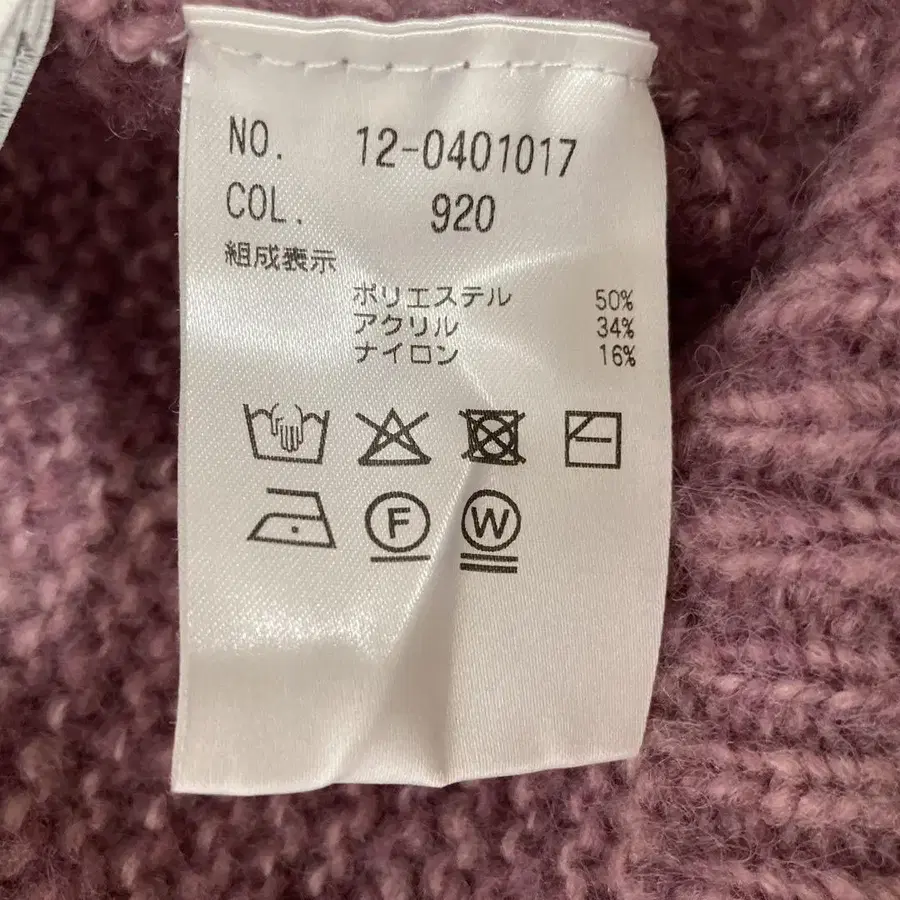 NO. 12-0401017
COL. 920
組成表示
ポリエステル 50%
アクリル 34%
ナイロン 16%
F W